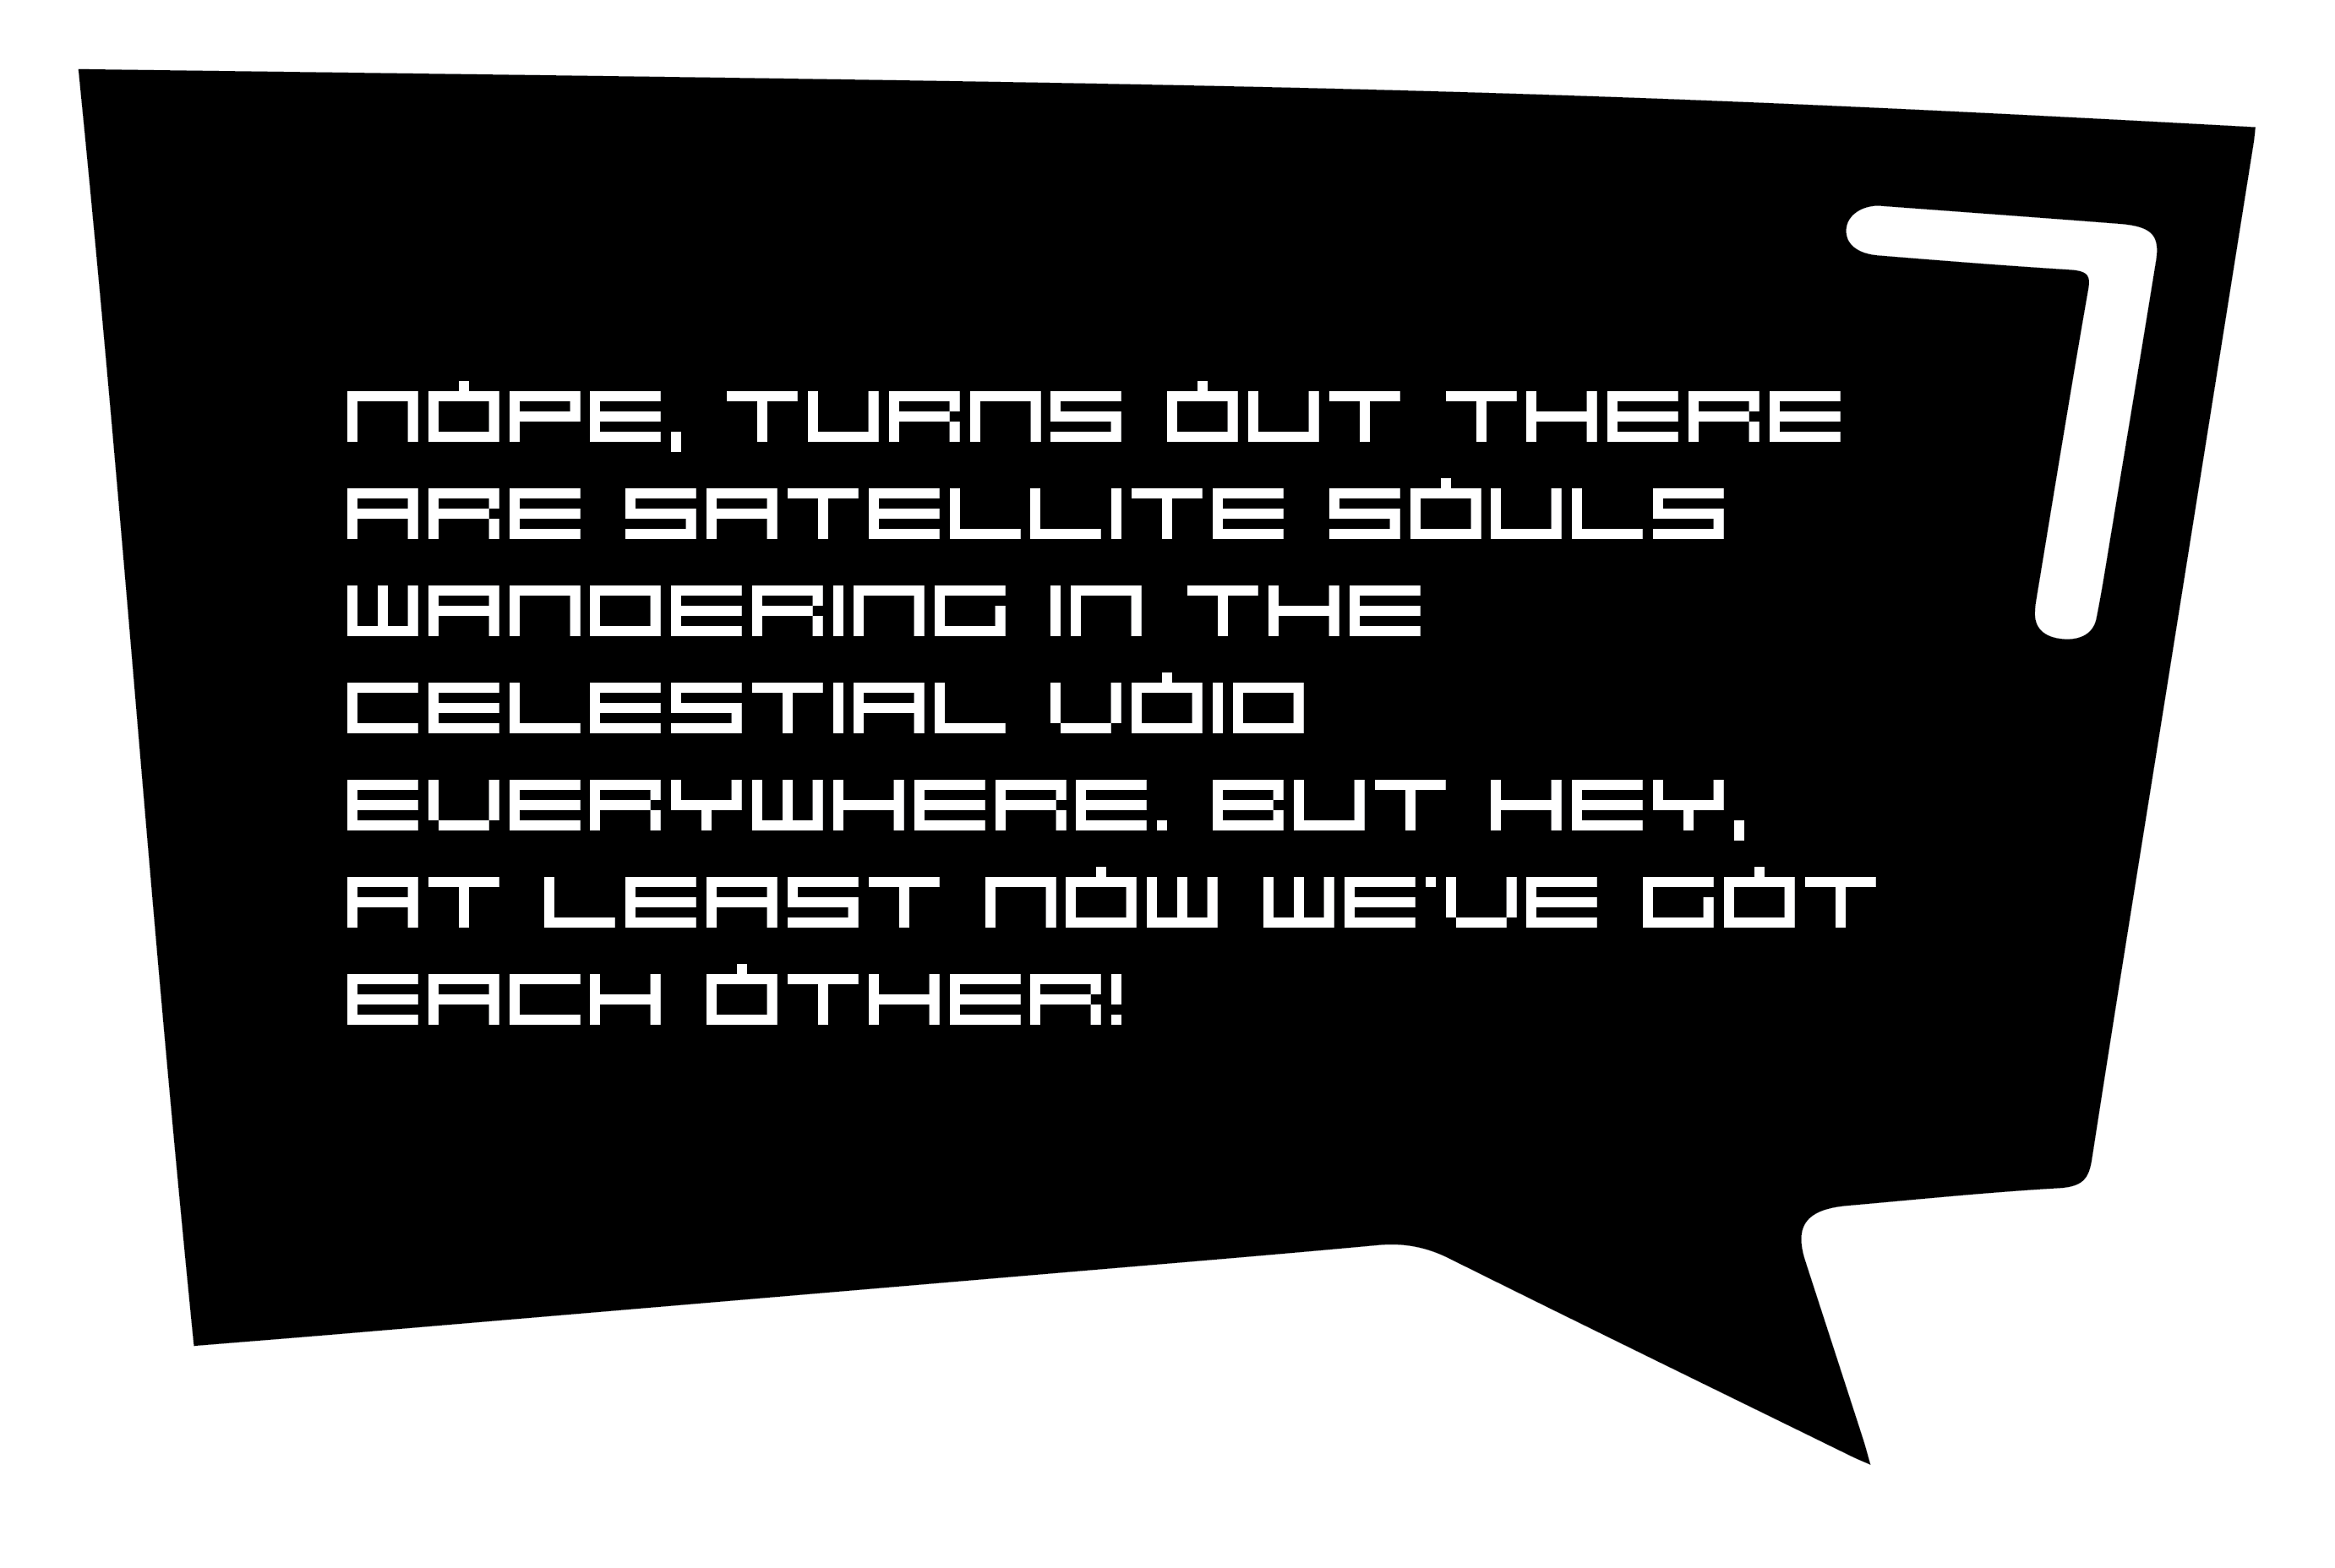 NOPE, TURNS OUT THERE
ARE SATELLITE SOULS
WANDERING IN THE
CELESTIAL VOID
EVERYWHERE. BUT HEY,
AT LEAST NOW WE'VE GOT
EACH OTHER!